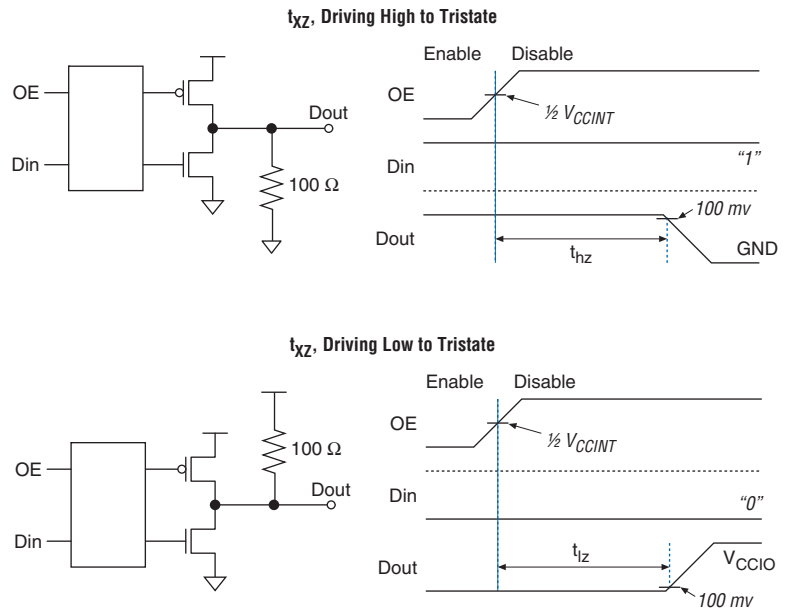 tXZ, Driving High to Tristate
Enable Disable
OE
Din
Dout
100 Ω
OE
½ VCCINT
Din
"1"
100 mv
Dout
thz
GND
tXZ, Driving Low to Tristate
Enable Disable
OE
Din
100 Ω
Dout
OE
½ VCCINT
Din
"0"
Dout
tlz
VCCIO
100 mv